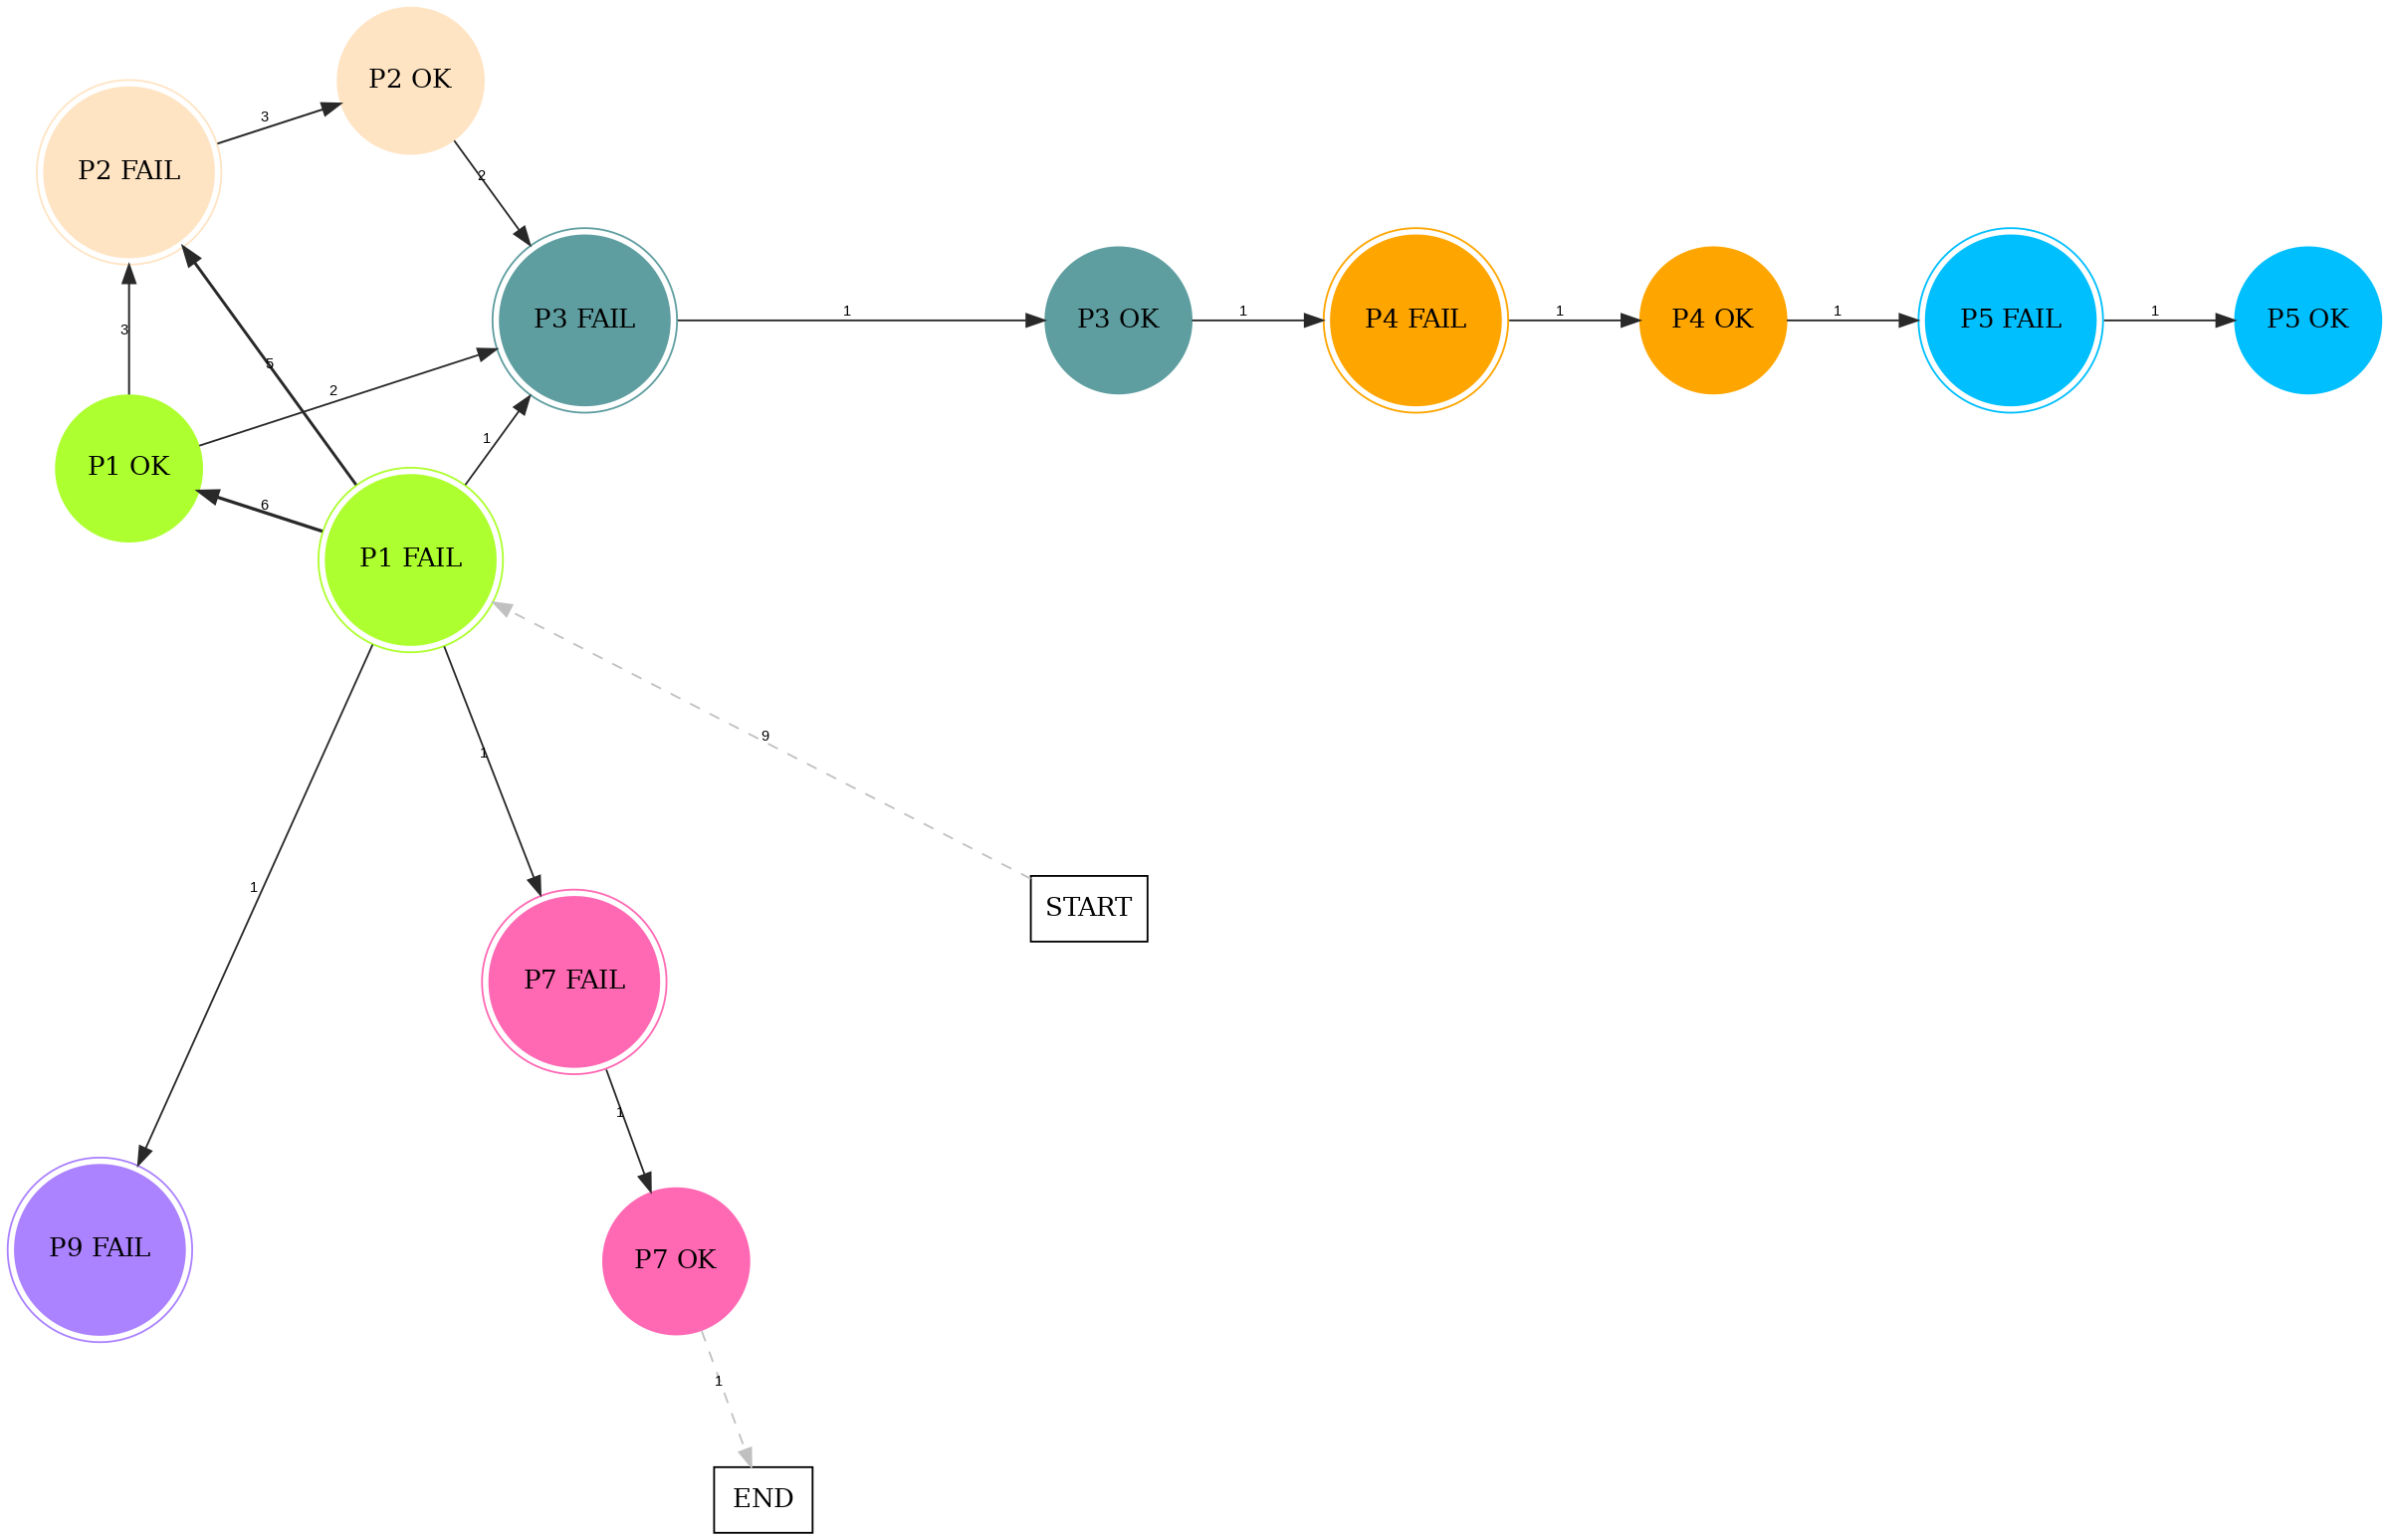 P2 OK
3
P2 FAIL
2
P3 FAIL
1
P3 OK
1
P4 FAIL
1
P4 OK
1
P5 FAIL
1
P5 OK
3
5
2
1
P1 OK
6
P1 FAIL
9
1
1
START
P7 FAIL
1
P9 FAIL
P7 OK
1
END